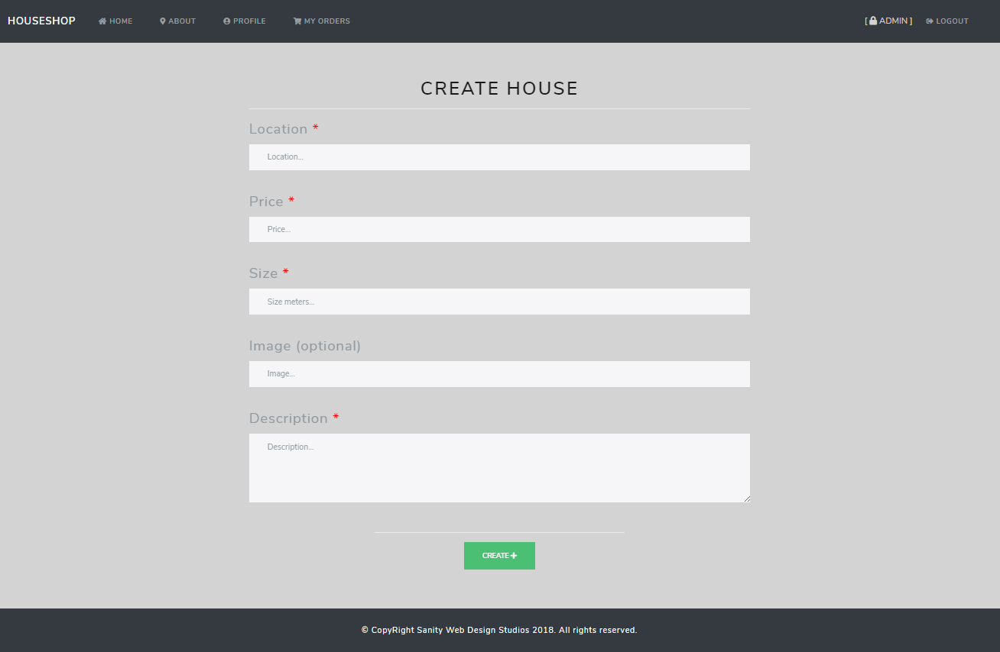 HOUSESHOP HOME ABOUT PROFILE MY ORDERS [ ADMIN ] LOGOUT
CREATE HOUSE
Location *
Location...
Price *
Price...
Size *
Size meters...
Image (optional)
Image...
Description *
Description...
CREATE
© CopyRight Sanity Web Design Studios 2018. All rights reserved.